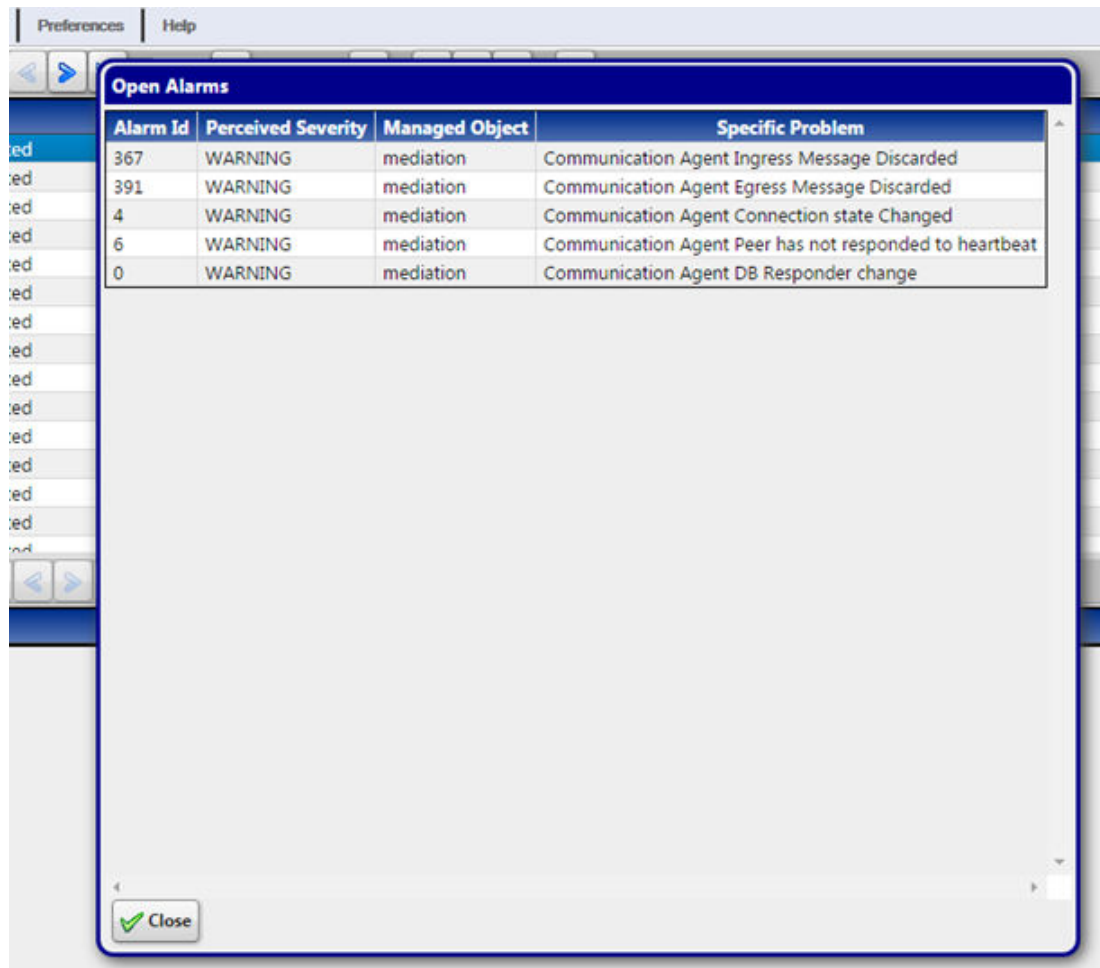 Preferences Help
Open Alarms
Alarm Id Perceived Severity Managed Object Specific Problem
367 WARNING mediation Communication Agent Ingress Message Discarded
391 WARNING mediation Communication Agent Egress Message Discarded
4 WARNING mediation Communication Agent Connection state Changed
6 WARNING mediation Communication Agent Peer has not responded to heartbeat
0 WARNING mediation Communication Agent DB Responder change
Close